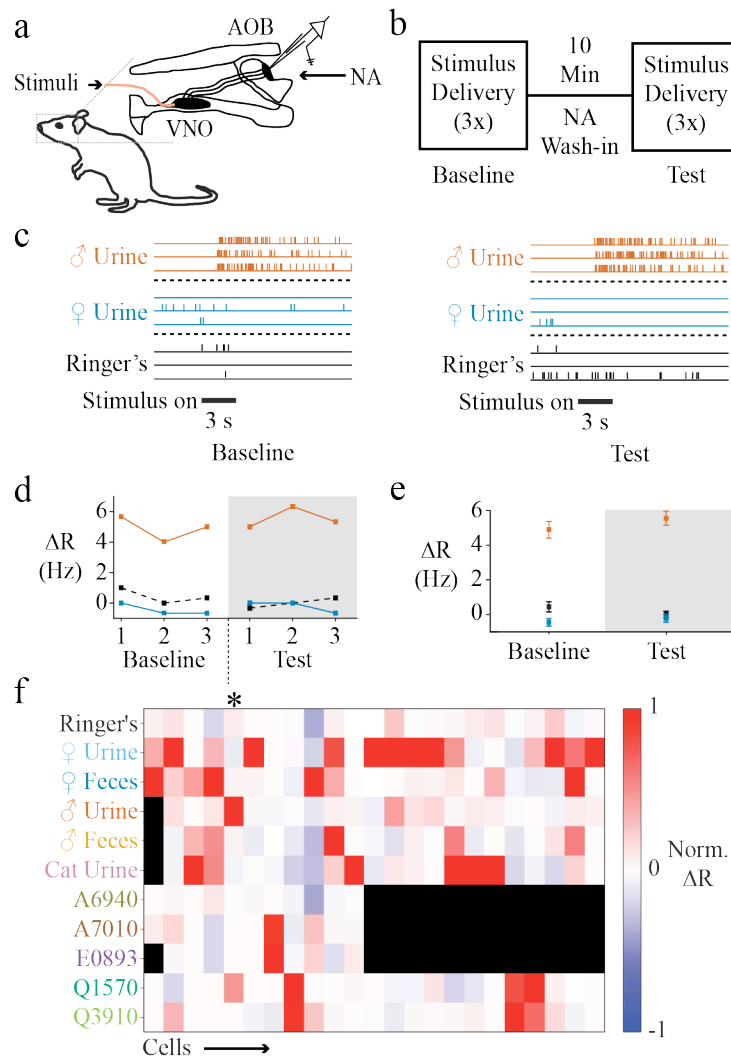 a
AOB
Stimuli
NA
VNO
b
Stimulus
Delivery
(3x)
10
Min
NA
Wash-in
Stimulus
Delivery
(3x)
Baseline
Test
c
♂ Urine
♀ Urine
Ringer's
Stimulus on
3 s
Baseline
♂ Urine
♀ Urine
Ringer's
Stimulus on
3 s
Test
d
ΔR
(Hz)
6
4
2
0
1 2 3 1 2 3
Baseline Test
e
ΔR
(Hz)
6
4
2
0
Baseline Test
f
*
Ringer's
♀ Urine
♀ Feces
♂ Urine
♂ Feces
Cat Urine
A6940
A7010
E0893
Q1570
Q3910
Cells
1
0
-1
Norm.
ΔR